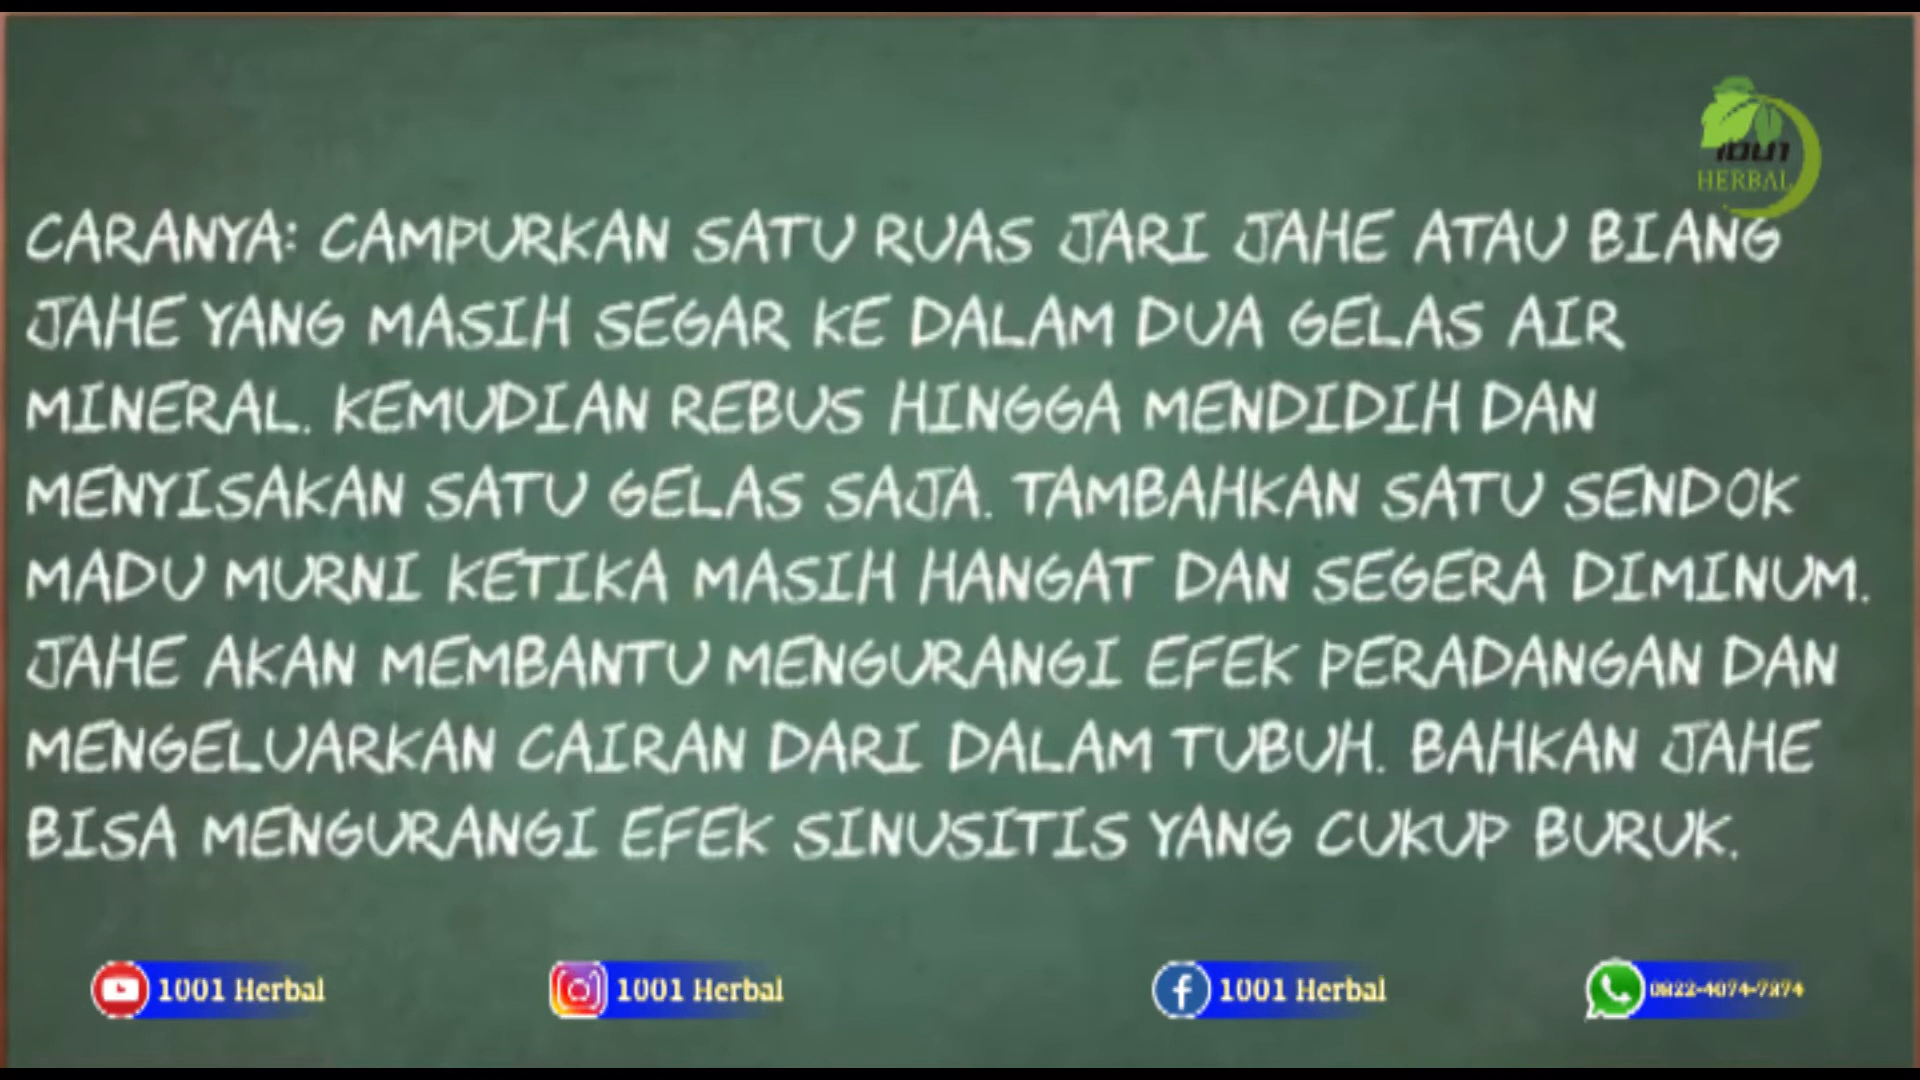 1001
HERBAL
CARANYA: CAMPURKAN SATU RUAS JARI JAHE ATAU BIANG
JAHE YANG MASIH SEGAR KE DALAM DUA GELAS AIR
MINERAL. KEMUDIAN REBUS HINGGA MENDIDIH DAN
MENYISAKAN SATU GELAS SAJA. TAMBAHKAN SATU SENDOK
MADU MURNI KETIKA MASIH HANGAT DAN SEGERA DIMINUM.
JAHE AKAN MEMBANTU MENGURANGI EFEK PERADANGAN DAN
MENGELUARKAN CAIRAN DARI DALAM TUBUH. BAHKAN JAHE
BISA MENGURANGI EFEK SINUSITIS YANG CUKUP BURUK.
1001 Herbal
1001 Herbal
1001 Herbal